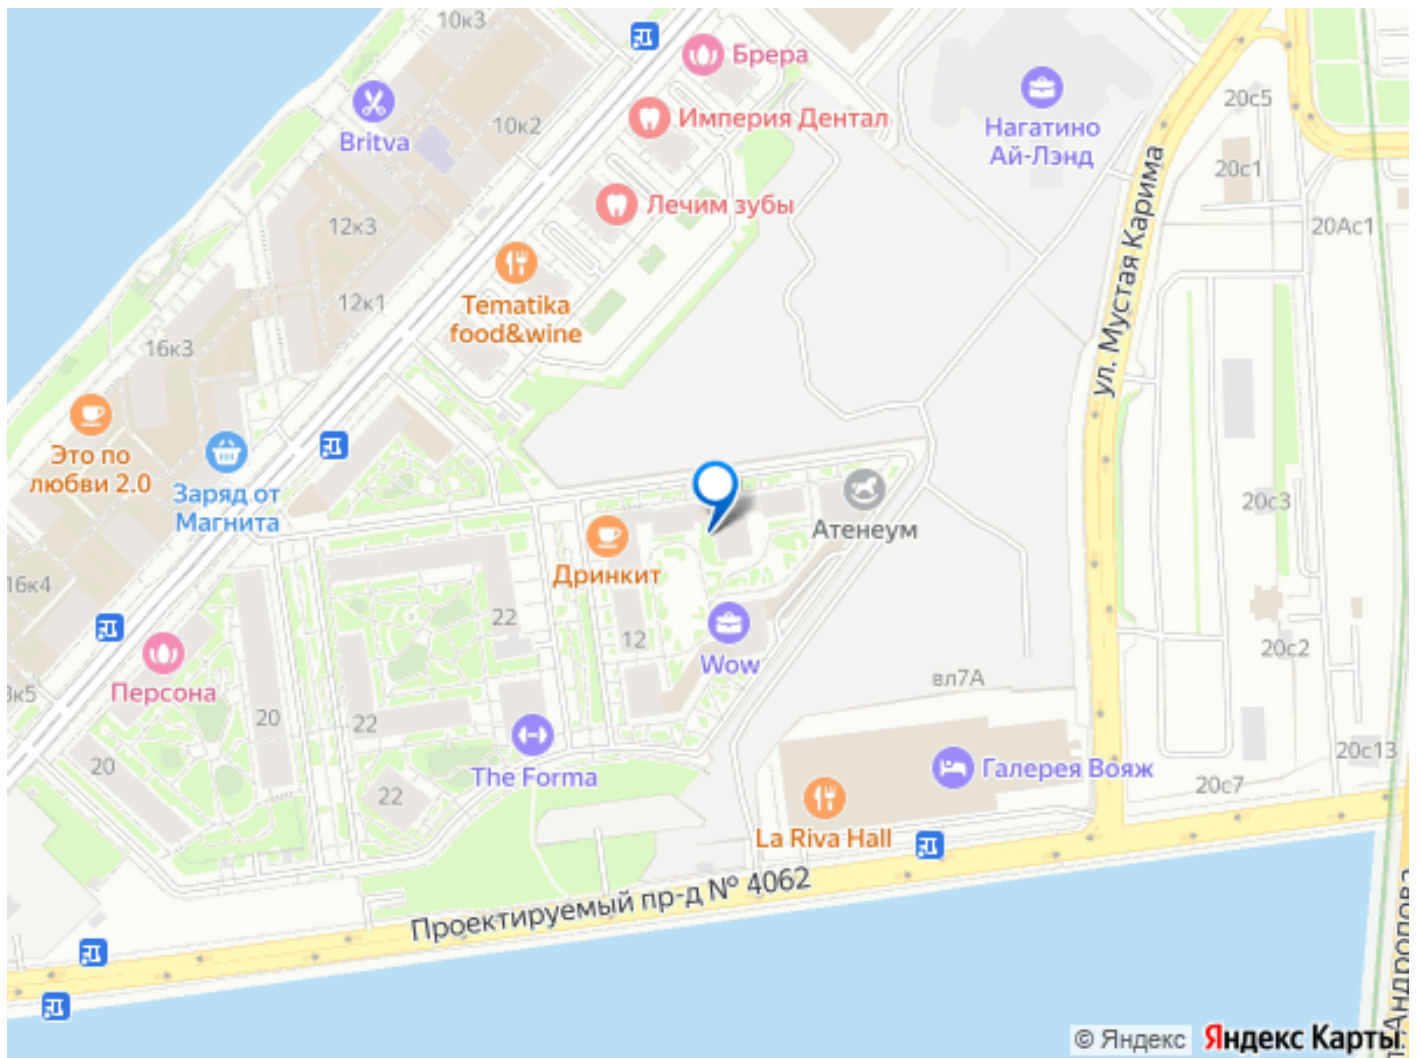 10к3
Брера
Britva
10к2
Империя Дентал
Нагатино
Ай-Лэнд
20с5
20с1
Лечим зубы
12к3
20Ас1
ул. Мустая Карима
12к1
Tematika
food&wine
16к3
Это по
любви 2.0
Заряд от
Магнита
20с3
Атенеум
Дринкит
16к4
22
12
Wow
20с2
Персона
вл7А
к5
20
22
The Forma
20
22
Галерея Вояж
20с13
20с7
La Riva Hall
Проектируемый пр-д № 4062
Андропова
© Яндекс
Яндекс Карты